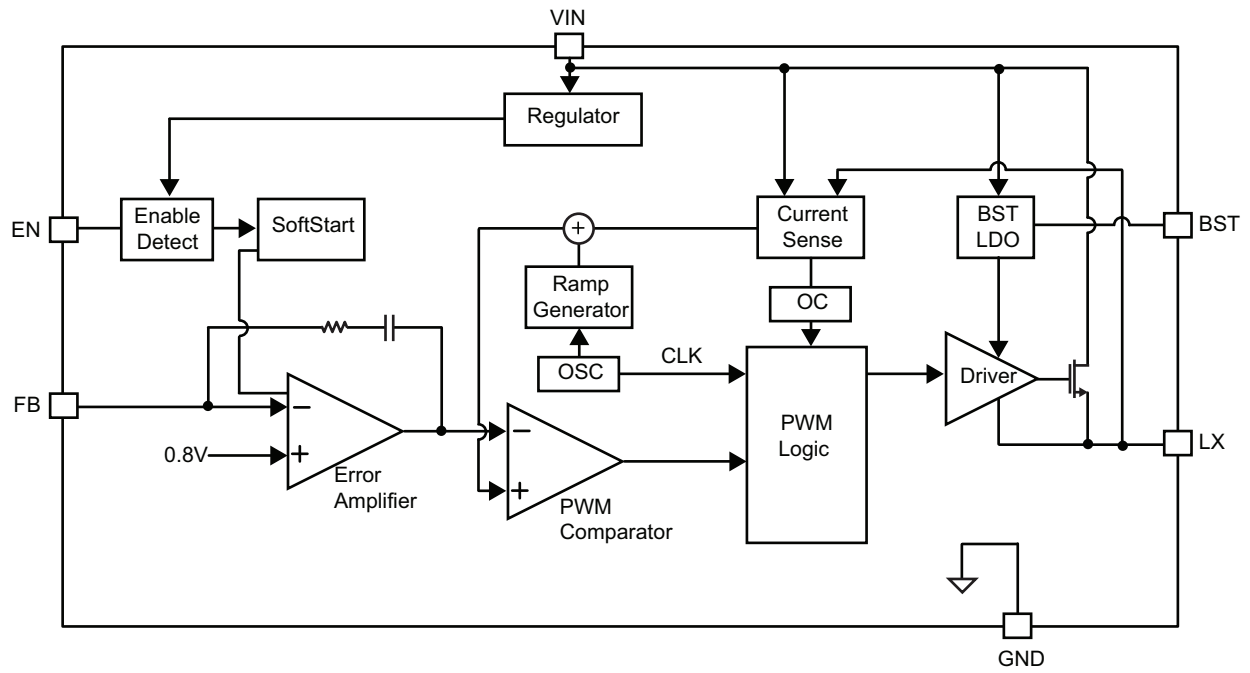 VIN
Regulator
EN
Enable
Detect
SoftStart
Current
Sense
BST
LDO
BST
+
Ramp
Generator
OC
OSC
CLK
Driver
FB
−
0.8V
+
Error
Amplifier
−
+
PWM
Comparator
PWM
Logic
LX
GND